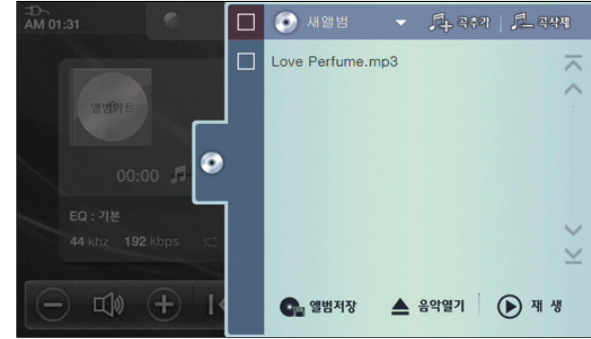 AM 01:31
새앨범
곡추가
곡삭제
Love Perfume.mp3
앨범아트
00:00
EQ : 기본
44 khz 192 kbps
앨범저장
음악열기
재 생